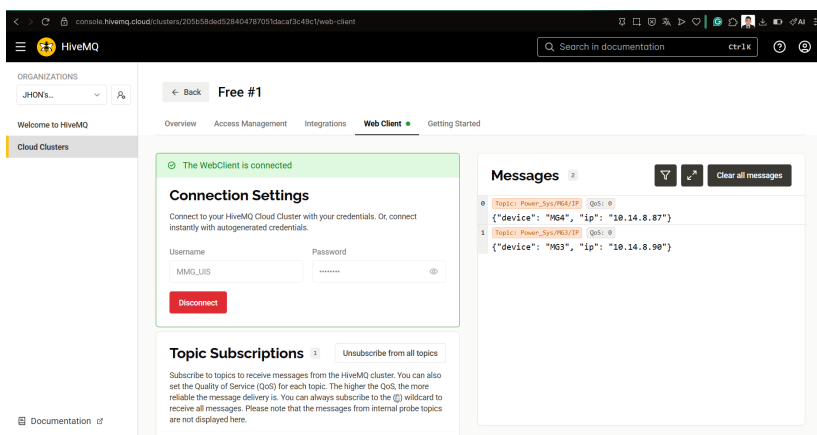 console.hivemq.cloud/clusters/205b58ded528404787051dacaf3c49c1/web-client
AI
HiveMQ
Search in documentation
Ctrl K
ORGANIZATIONS
JHON's...
Welcome to HiveMQ
Cloud Clusters
Documentation
← Back
Free #1
Overview
Access Management
Integrations
Web Client
Getting Started
The WebClient is connected
Connection Settings
Connect to your HiveMQ Cloud Cluster with your credentials. Or, connect
instantly with autogenerated credentials.
Username
Password
MMG_UIS
••••••••
Disconnect
Topic Subscriptions 1
Unsubscribe from all topics
Subscribe to topics to receive messages from the HiveMQ cluster. You can also
set the Quality of Service (QoS) for each topic. The higher the QoS, the more
reliable the message delivery is. You can always subscribe to the (#) wildcard to
receive all messages. Please note that the messages from internal probe topics
are not displayed here.
Messages 2
Clear all messages
0 Topic: Power_Sys/MG4/IP QoS: 0
{"device": "MG4", "ip": "10.14.8.87"}
1 Topic: Power_Sys/MG3/IP QoS: 0
{"device": "MG3", "ip": "10.14.8.90"}